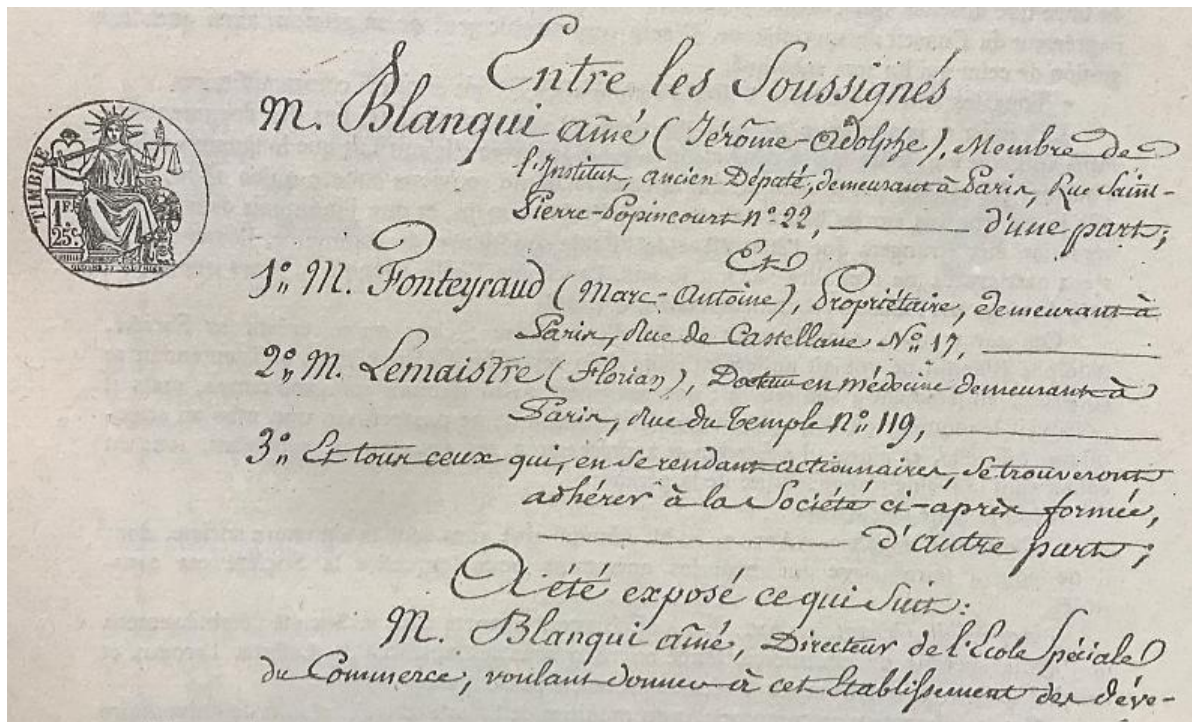 Entre les Soussignés
M. Blanqui aîné (Jérôme-Adolphe), Membre de
l'Institut, ancien Député, demeurant à Paris, Rue Saint-
Pierre-Popincourt n.º 22, d'une part;
Et
1.º M. Fonteyraud (Marc-Antoine), Propriétaire, demeurant à
Paris, rue de Castellane N.º 17,
2.º M. Lemaistre (Florian), Docteur en médecine demeurant à
Paris, rue du Temple N.º 119,
3.º Et tous ceux qui, en se rendant actionnaires, se trouveront
adhérer à la Société ci-après formée,
d'autre part;
A été exposé ce qui suit:
M. Blanqui aîné, Directeur de l'École spéciale
du Commerce, voulant donner à cet Établissement des déve-
TIMBRE
1 Fr.
25 c.